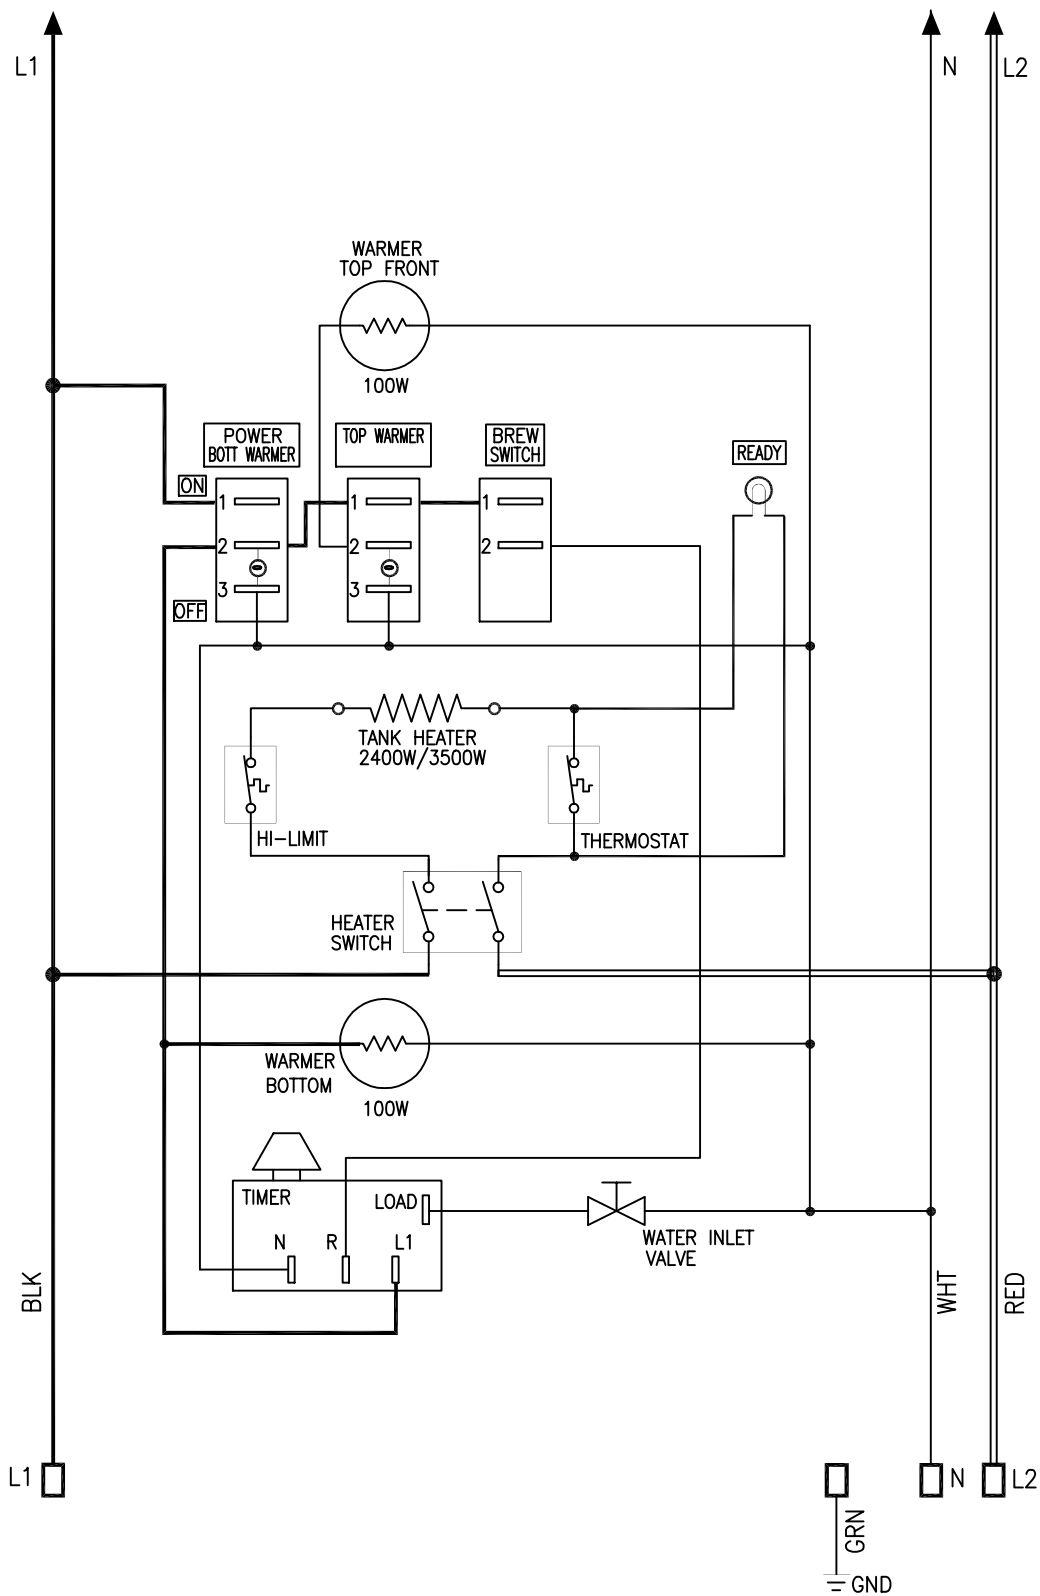 L1
N
L2
WARMER
TOP FRONT
100W
POWER
BOTT WARMER
TOP WARMER
BREW
SWITCH
READY
ON
1
1
1
2
2
2
3
3
OFF
TANK HEATER
2400W/3500W
HI-LIMIT
THERMOSTAT
HEATER
SWITCH
WARMER
BOTTOM
100W
TIMER
LOAD
N
R
L1
WATER INLET
VALVE
BLK
WHT
RED
L1
N
L2
GRN
GND